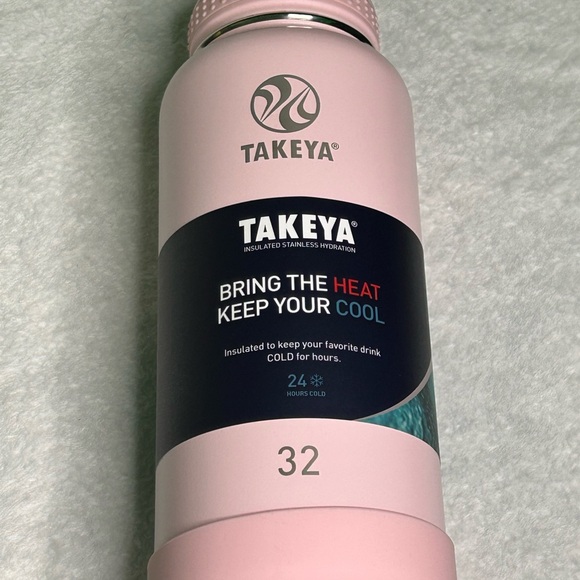 TAKEYA®
TAKEYA®
INSULATED STAINLESS HYDRATION
BRING THE HEAT
KEEP YOUR COOL
Insulated to keep your favorite drink
COLD for hours.
24
HOURS COLD
32